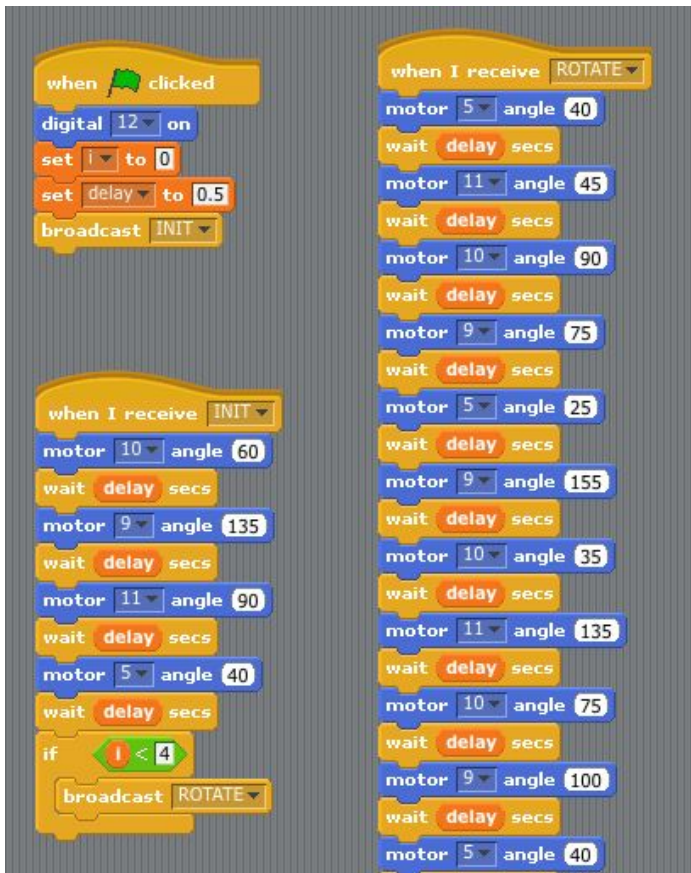 when clicked
digital 12 on
set i to 0
set delay to 0.5
broadcast INIT
when I receive INIT
motor 10 angle 60
wait delay secs
motor 9 angle 135
wait delay secs
motor 11 angle 90
wait delay secs
motor 5 angle 40
wait delay secs
if i < 4
broadcast ROTATE
when I receive ROTATE
motor 5 angle 40
wait delay secs
motor 11 angle 45
wait delay secs
motor 10 angle 90
wait delay secs
motor 9 angle 75
wait delay secs
motor 5 angle 25
wait delay secs
motor 9 angle 155
wait delay secs
motor 10 angle 35
wait delay secs
motor 11 angle 135
wait delay secs
motor 10 angle 75
wait delay secs
motor 9 angle 100
wait delay secs
motor 5 angle 40